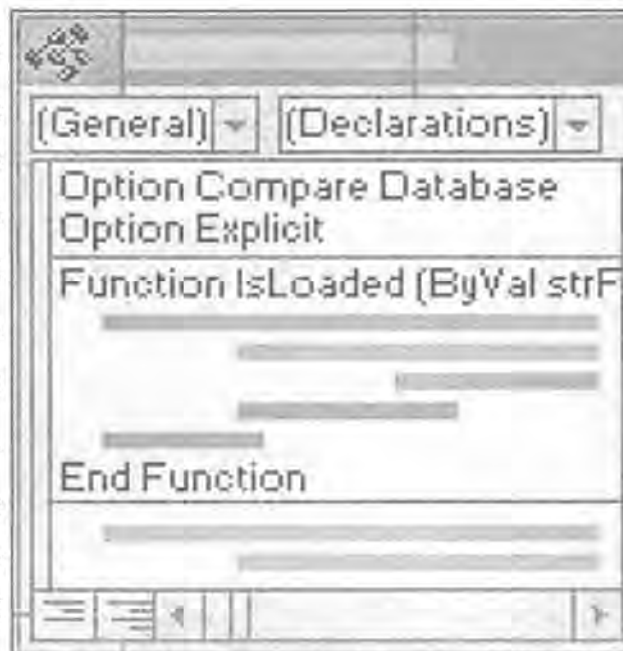 (General) (Declarations)
Option Compare Database
Option Explicit
Function IsLoaded (ByVal strF
End Function